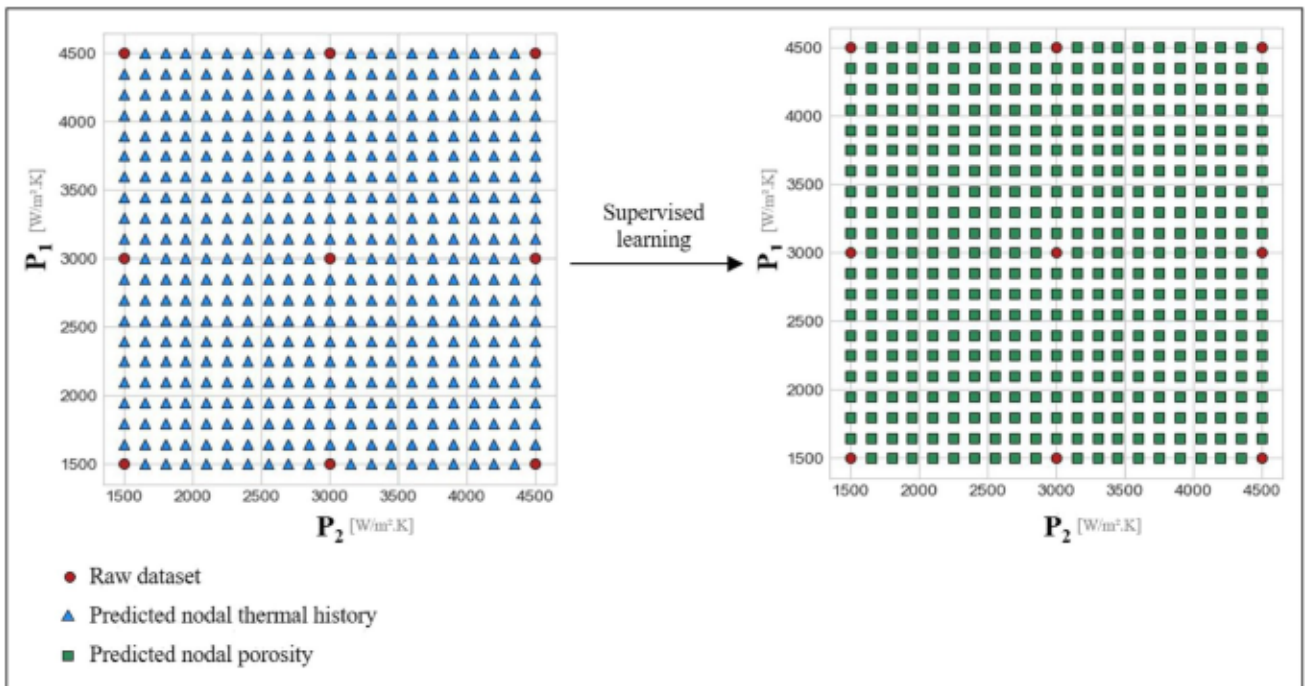 4500
4000
3500
3000
2500
2000
1500
P₁ [W/m².K]
1500 2000 2500 3000 3500 4000 4500
P₂ [W/m².K]
Supervised
learning
4500
4000
3500
3000
2500
2000
1500
P₁ [W/m².K]
1500 2000 2500 3000 3500 4000 4500
P₂ [W/m².K]
Raw dataset
Predicted nodal thermal history
Predicted nodal porosity